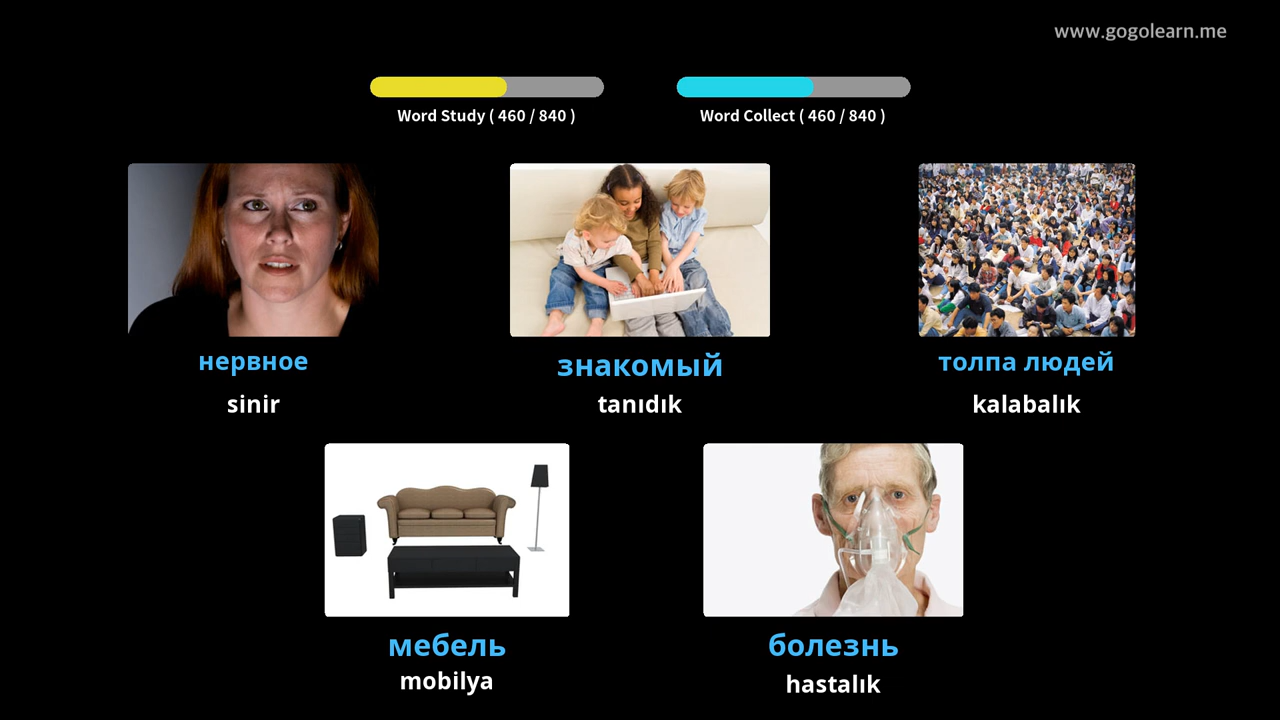 www.gogolearn.me
Word Study ( 460 / 840 )
Word Collect ( 460 / 840 )
нервное
знакомый
толпа людей
sinir
tanıdık
kalabalık
мебель
болезнь
mobilya
hastalık